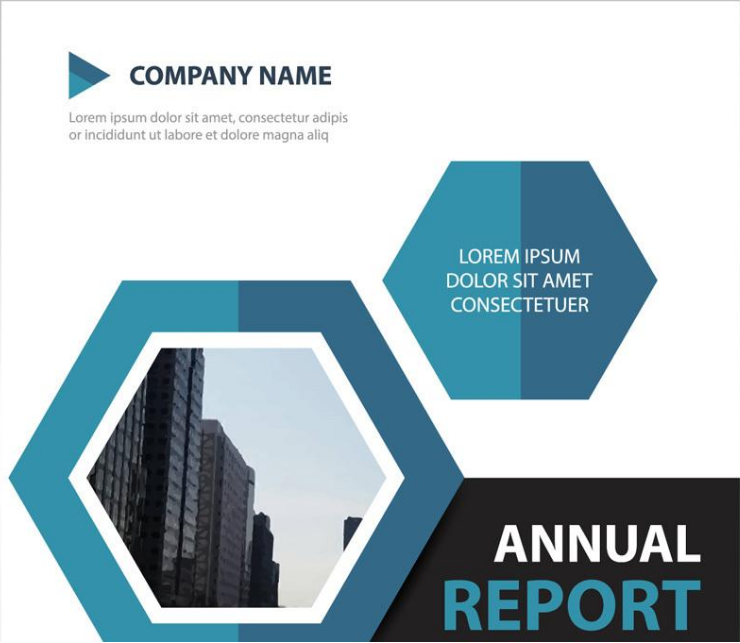 COMPANY NAME
Lorem ipsum dolor sit amet, consectetur adipis
or incididunt ut labore et dolore magna aliq
LOREM IPSUM
DOLOR SIT AMET
CONSECTETUER
ANNUAL
REPORT